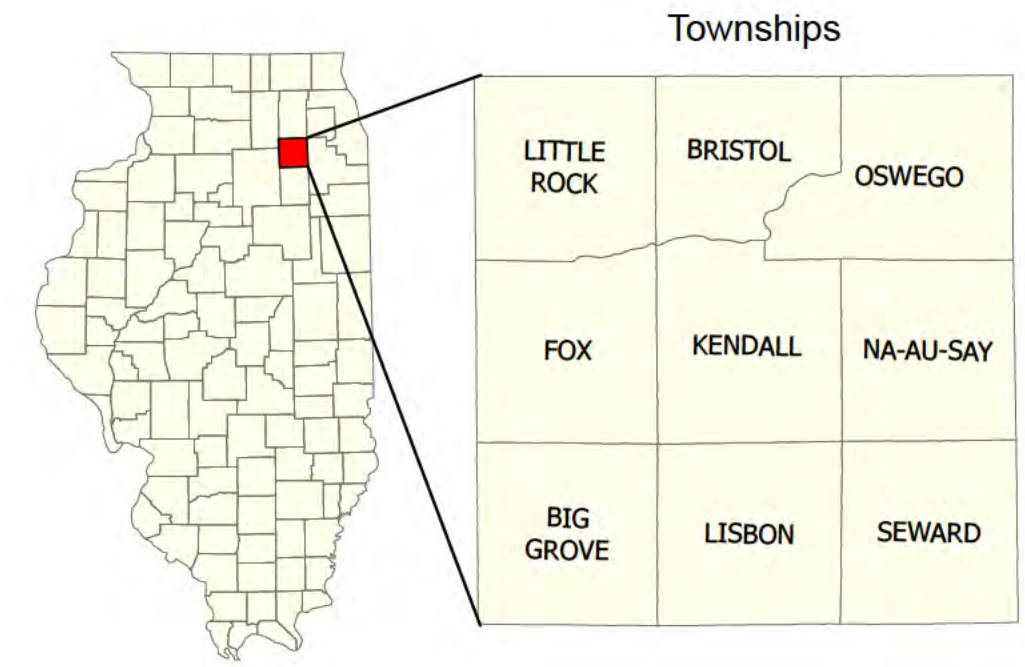 Townships
LITTLE
ROCK
BRISTOL
OSWEGO
FOX
KENDALL
NA-AU-SAY
BIG
GROVE
LISBON
SEWARD